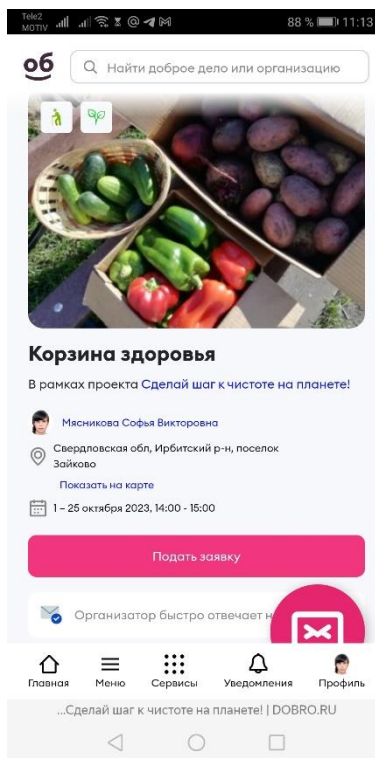 Tele2
MOTIV
88 % 11:13
об
Найти доброе дело или организацию
Корзина здоровья
В рамках проекта Сделай шаг к чистоте на планете!
Мясникова Софья Викторовна
Свердловская обл, Ирбитский р-н, поселок
Зайково
Показать на карте
1 – 25 октября 2023, 14:00 - 15:00
Подать заявку
Организатор быстро отвечает
Главная Меню Сервисы Уведомления Профиль
...Сделай шаг к чистоте на планете! | DOBRO.RU